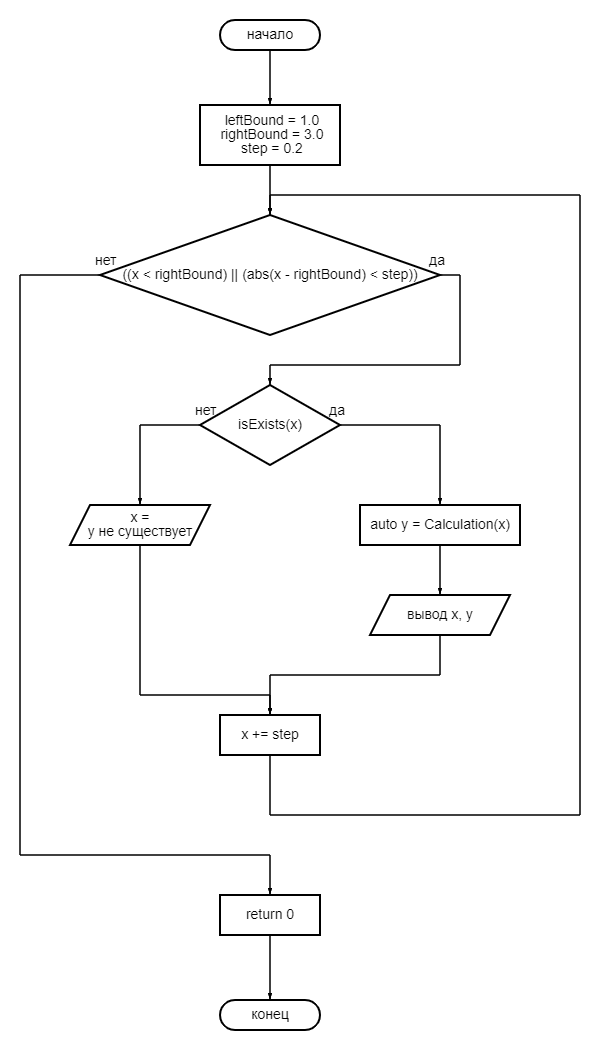 начало
leftBound = 1.0
rightBound = 3.0
step = 0.2
нет
да
((x < rightBound) || (abs(x - rightBound) < step))
нет
да
isExists(x)
x =
y не существует
auto y = Calculation(x)
вывод x, y
x += step
return 0
конец